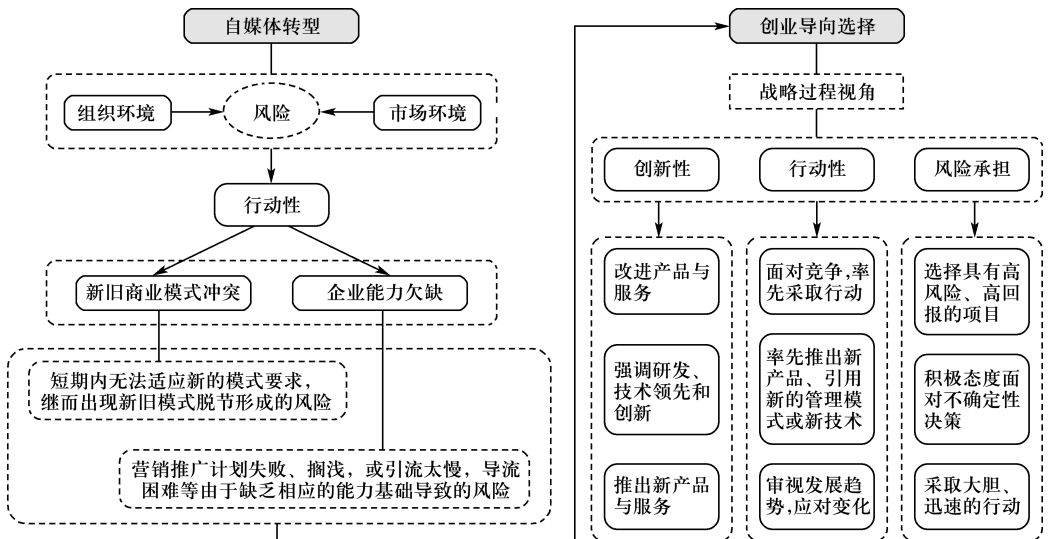 自媒体转型
组织环境
风险
市场环境
行动性
新旧商业模式冲突
企业能力欠缺
短期内无法适应新的模式要求，
继而出现新旧模式脱节形成的风险
营销推广计划失败、搁浅，或引流太慢，导流
困难等由于缺乏相应的能力基础导致的风险
创业导向选择
战略过程视角
创新性
行动性
风险承担
改进产品与
服务
强调研发、
技术领先和
创新
推出新产品
与服务
面对竞争,率
先采取行动
率先推出新
产品、引用
新的管理模
式或新技术
审视发展趋
势,应对变化
选择具有高
风险、高回
报的项目
积极态度面
对不确定性
决策
采取大胆、
迅速的行动